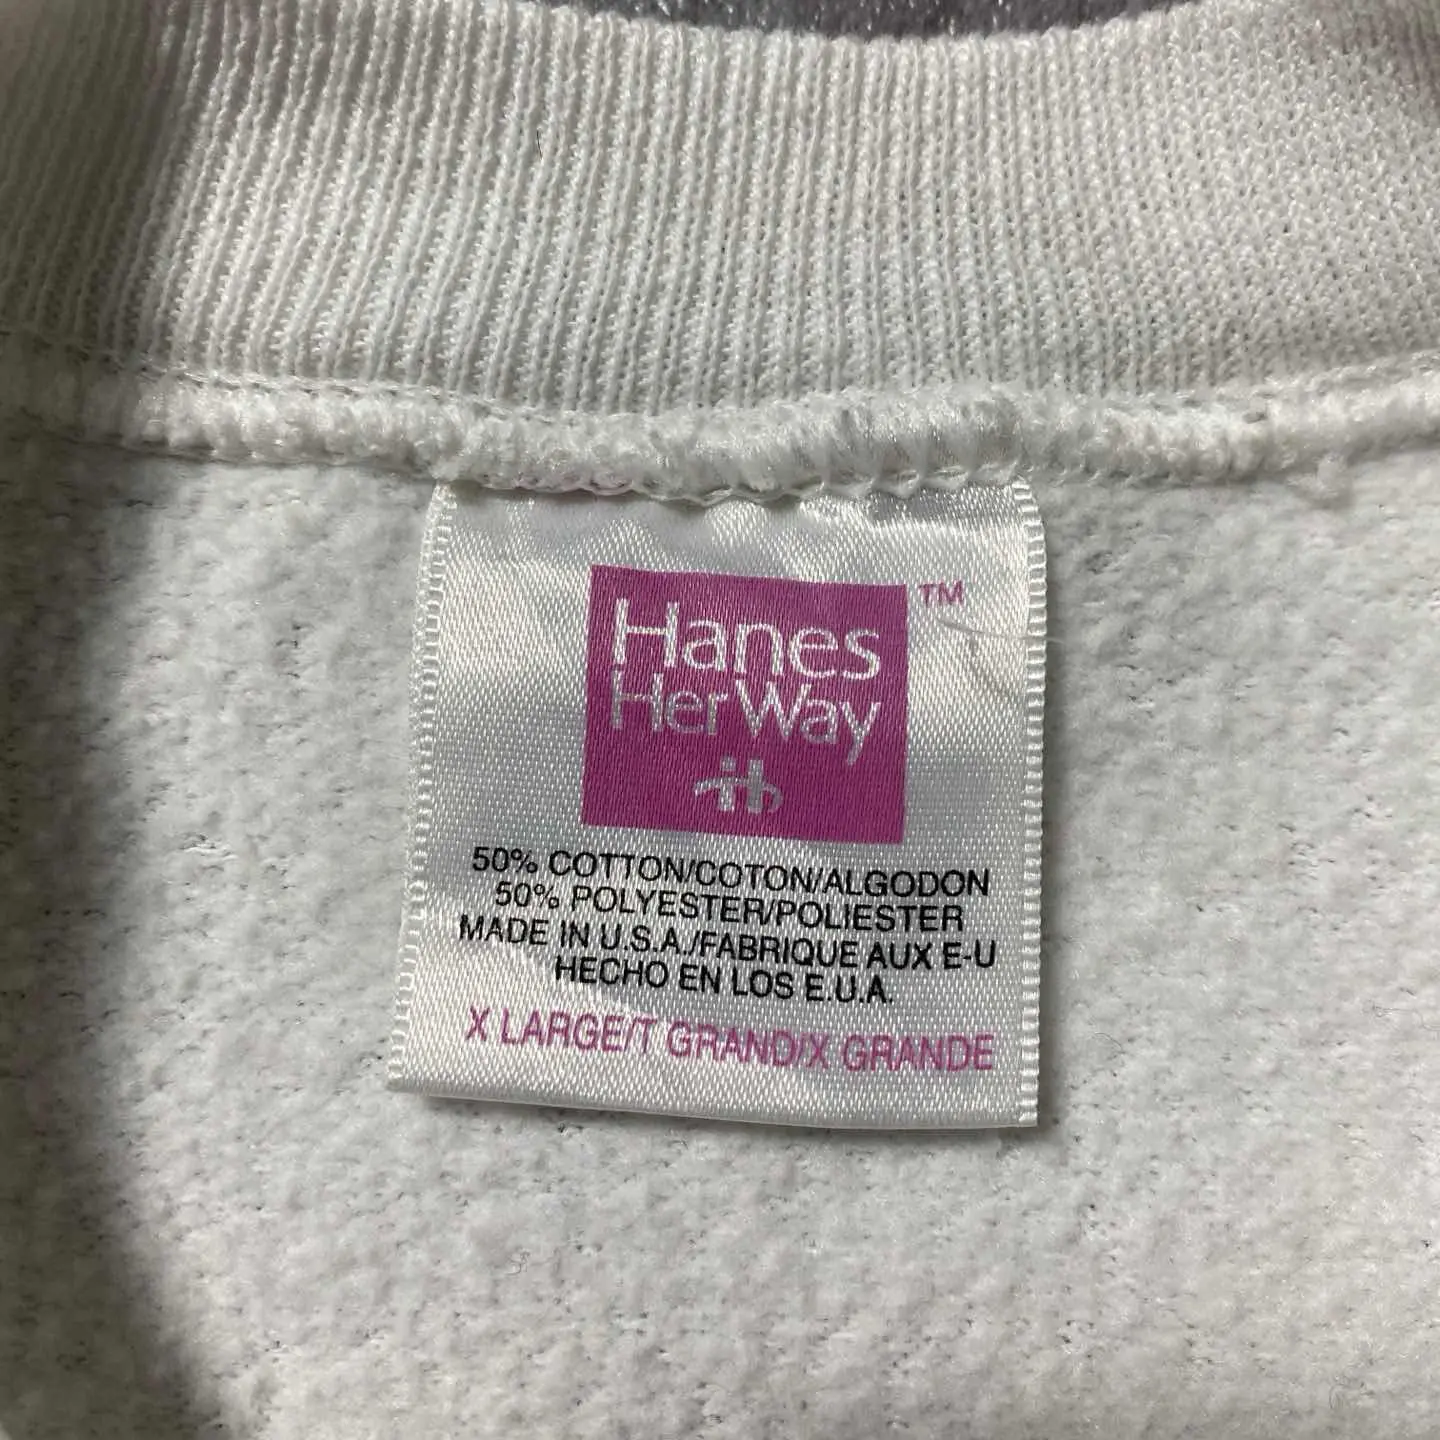 Hanes
Her Way
TM
50% COTTON/COTON/ALGODON
50% POLYESTER/POLIESTER
MADE IN U.S.A./FABRIQUE AUX E-U
HECHO EN LOS E.U.A.
X LARGE/T GRAND/X GRANDE